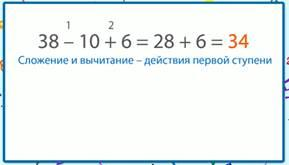 1 2
38 – 10 + 6 = 28 + 6 = 34
Сложение и вычитание – действия первой ступени